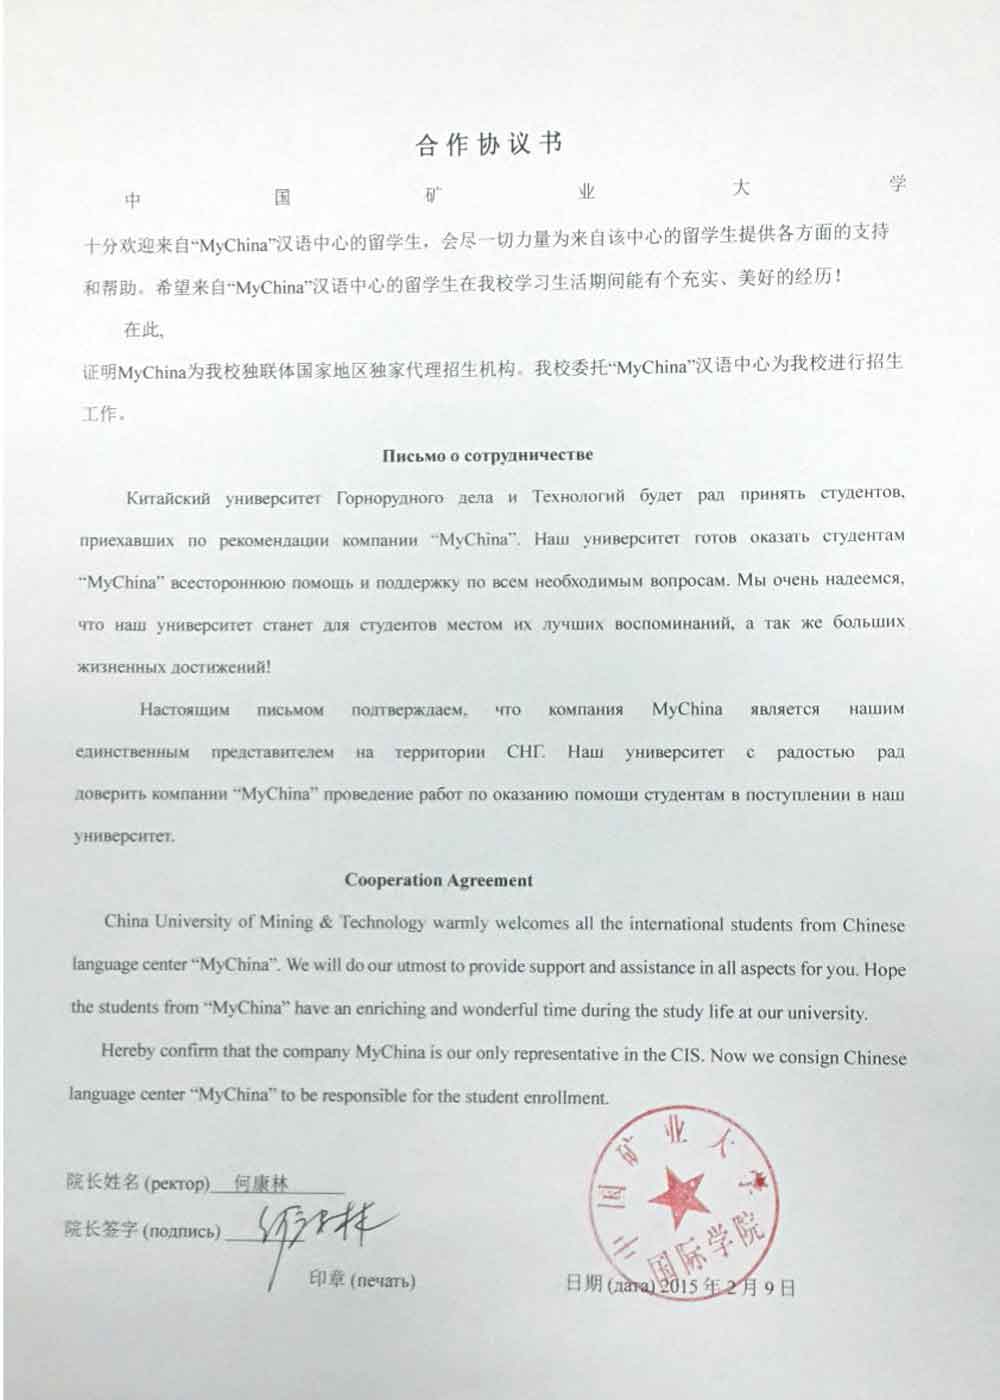 合作协议书
中国矿业大学
十分欢迎来自“MyChina”汉语中心的留学生，会尽一切力量为来自该中心的留学生提供各方面的支持
和帮助。希望来自“MyChina”汉语中心的留学生在我校学习生活期间能有个充实、美好的经历！
在此,
证明MyChina为我校独联体国家地区独家代理招生机构。我校委托“MyChina”汉语中心为我校进行招生
工作。
Письмо о сотрудничестве
Китайский университет Горнорудного дела и Технологий будет рад принять студентов,
приехавших по рекомендации компании “MyChina”. Наш университет готов оказать студентам
“MyChina” всестороннюю помощь и поддержку по всем необходимым вопросам. Мы очень надеемся,
что наш университет станет для студентов местом их лучших воспоминаний, а так же больших
жизненных достижений!
Настоящим письмом подтверждаем, что компания MyChina является нашим
единственным представителем на территории СНГ. Наш университет с радостью рад
доверить компании “MyChina” проведение работ по оказанию помощи студентам в поступлении в наш
университет.
Cooperation Agreement
China University of Mining & Technology warmly welcomes all the international students from Chinese
language center “MyChina”. We will do our utmost to provide support and assistance in all aspects for you. Hope
the students from “MyChina” have an enriching and wonderful time during the study life at our university.
Hereby confirm that the company MyChina is our only representative in the CIS. Now we consign Chinese
language center “MyChina” to be responsible for the student enrollment.
院长姓名 (ректор) 何康林
院长签字 (подпись) 何康林
印章 (печать)
日期 (дата) 2015 年 2 月 9 日
中国矿业大学
国际学院